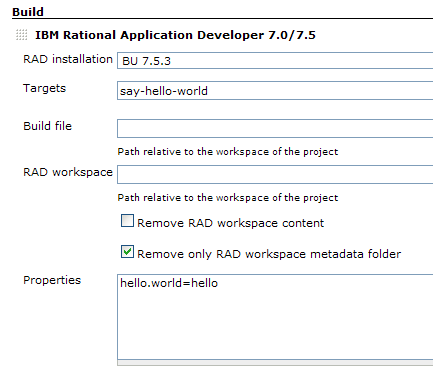 Build
IBM Rational Application Developer 7.0/7.5
RAD installation BU 7.5.3
Targets say-hello-world
Build file
Path relative to the workspace of the project
RAD workspace
Path relative to the workspace of the project
Remove RAD workspace content
Remove only RAD workspace metadata folder
Properties hello.world=hello